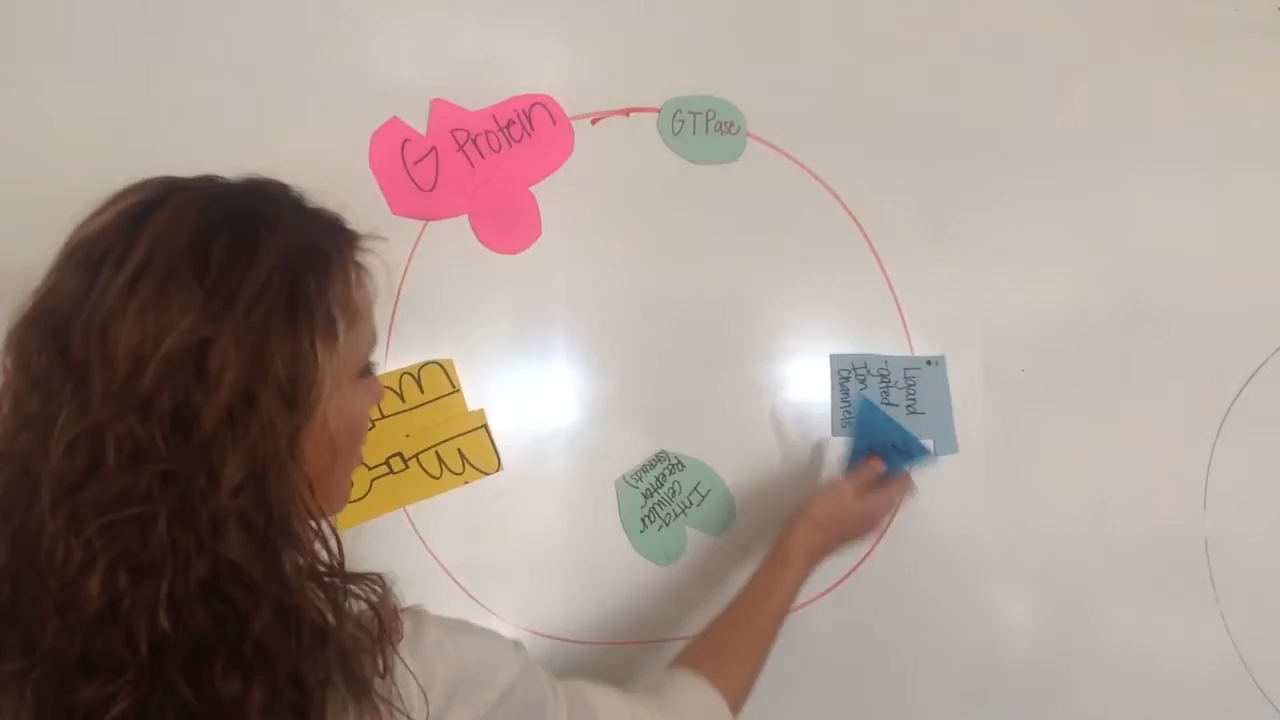 G Protein
GTPase
Ligand
-gated
Ion
Channels
Intra-
cellular
Receptor
(steroids)